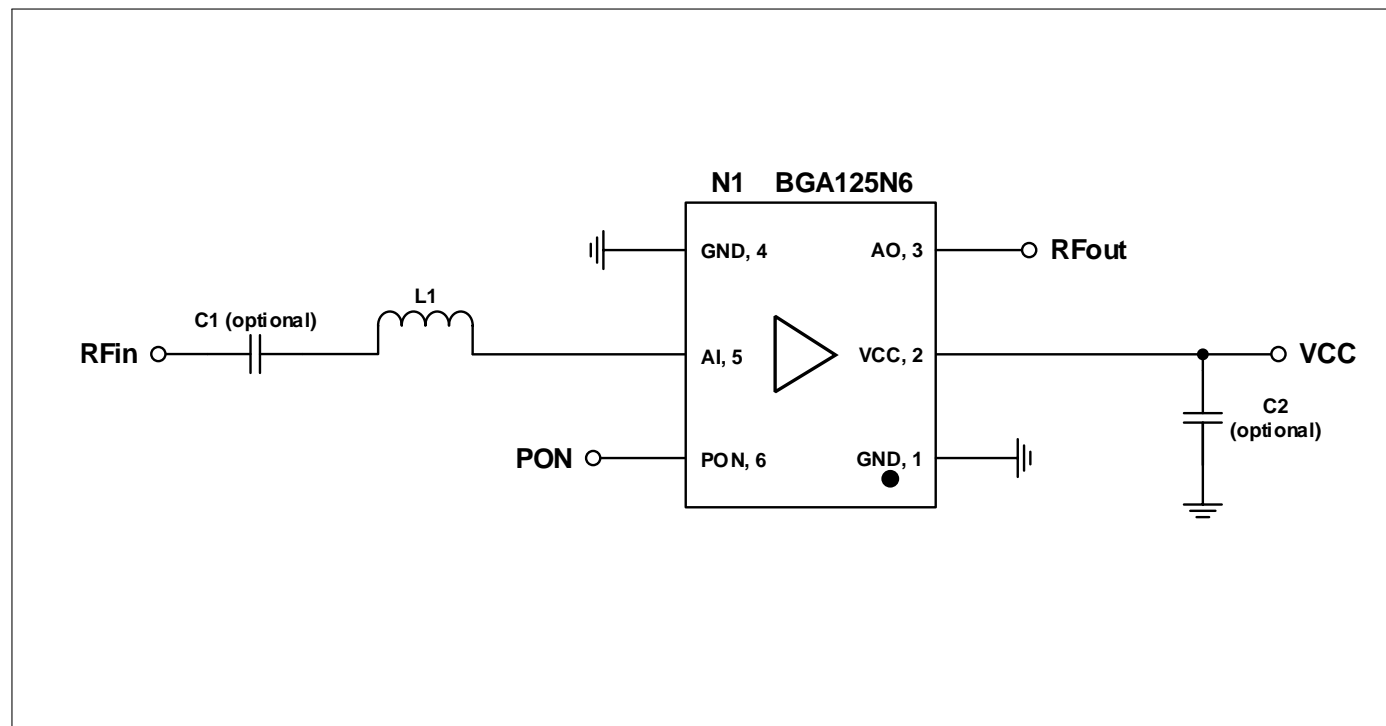 N1 BGA125N6
GND, 4
AO, 3
RFout
L1
C1 (optional)
RFin
AI, 5
VCC, 2
VCC
C2
(optional)
PON
PON, 6
GND, 1